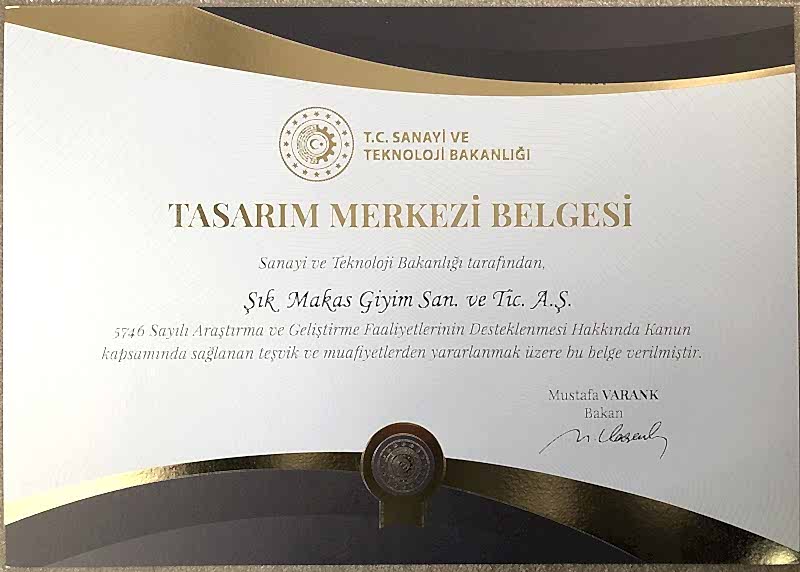 T.C. SANAYİ VE
TEKNOLOJİ BAKANLIĞI
TASARIM MERKEZİ BELGESİ
Sanayi ve Teknoloji Bakanlığı tarafından,
Şık Makas Giyim San. ve Tic. A.Ş.
5746 Sayılı Araştırma ve Geliştirme Faaliyetlerinin Desteklenmesi Hakkında Kanun
kapsamında sağlanan teşvik ve muafiyetlerden yararlanmak üzere bu belge verilmiştir.
Mustafa VARANK
Bakan